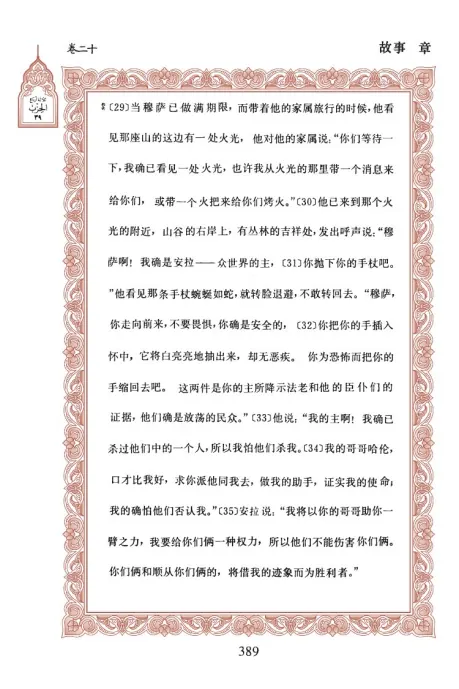 卷二十
故事 章
الحزب
٣٩
〔29〕当穆萨已做满期限，而带着他的家属旅行的时候，他看
见那座山的这边有一处火光， 他对他的家属说：“你们等待一
下，我确已看见一处火光，也许我从火光的那里带一个消息来
给你们， 或带一个火把来给你们烤火。”〔30〕他已来到那个火
光的附近，山谷的右岸上，有丛林的吉祥处，发出呼声说：“穆
萨啊！我确是安拉——众世界的主，〔31〕你抛下你的手杖吧。
”他看见那条手杖蜿蜒如蛇，就转脸退避，不敢转回去。“穆萨，
你走向前来，不要畏惧，你确是安全的，〔32〕你把你的手插入
怀中，它将白亮亮地抽出来，却无恶疾。 你为恐怖而把你的
手缩回去吧。 这两件是你的主所降示法老和他的臣仆们的
证据，他们确是放荡的民众。”〔33〕他说：“我的主啊！我确已
杀过他们中的一个人，所以我怕他们杀我。〔34〕我的哥哥哈伦，
口才比我好，求你派他同我去，做我的助手，证实我的使命；
我的确怕他们否认我。”〔35〕安拉说：“我将以你的哥哥助你一
臂之力，我要给你们俩一种权力，所以他们不能伤害你们俩。
你们俩和顺从你们俩的，将借我的迹象而为胜利者。”
389